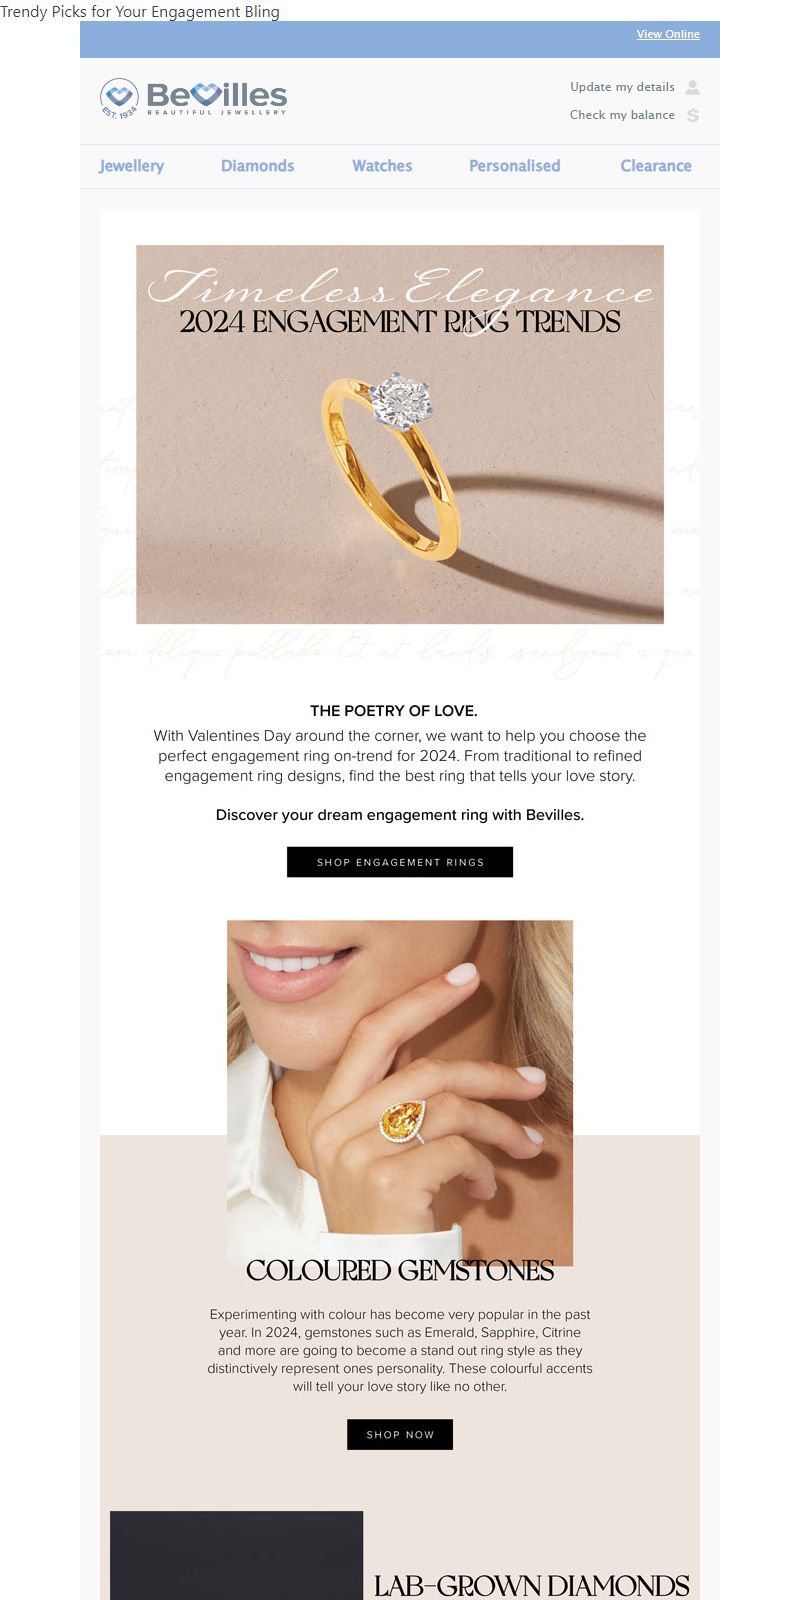 Trendy Picks for Your Engagement Bling
View Online
Bevilles
BEAUTIFUL JEWELLERY
EST. 1934
Update my details
Check my balance
Jewellery Diamonds Watches Personalised Clearance
Timeless Elegance
2024 ENGAGEMENT RING TRENDS
THE POETRY OF LOVE.
With Valentines Day around the corner, we want to help you choose the
perfect engagement ring on-trend for 2024. From traditional to refined
engagement ring designs, find the best ring that tells your love story.
Discover your dream engagement ring with Bevilles.
SHOP ENGAGEMENT RINGS
COLOURED GEMSTONES
Experimenting with colour has become very popular in the past
year. In 2024, gemstones such as Emerald, Sapphire, Citrine
and more are going to become a stand out ring style as they
distinctively represent ones personality. These colourful accents
will tell your love story like no other.
SHOP NOW
LAB-GROWN DIAMONDS